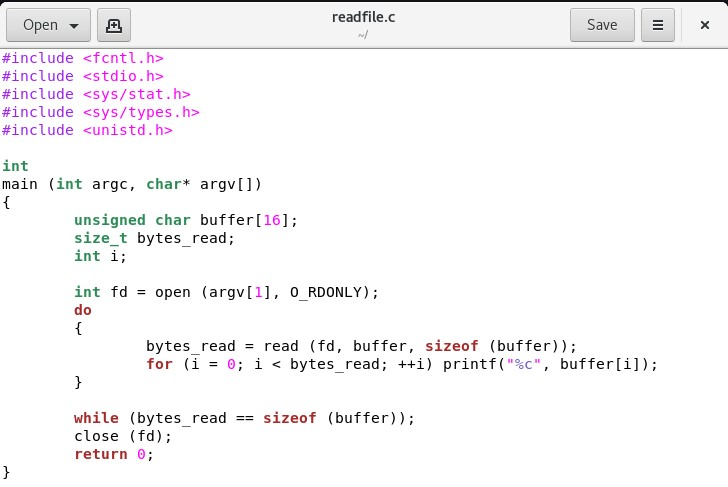 Open
readfile.c
~/
Save
#include <fcntl.h>
#include <stdio.h>
#include <sys/stat.h>
#include <sys/types.h>
#include <unistd.h>
int
main (int argc, char* argv[])
{
unsigned char buffer[16];
size_t bytes_read;
int i;
int fd = open (argv[1], O_RDONLY);
do
{
bytes_read = read (fd, buffer, sizeof (buffer));
for (i = 0; i < bytes_read; ++i) printf("%c", buffer[i]);
}
while (bytes_read == sizeof (buffer));
close (fd);
return 0;
}